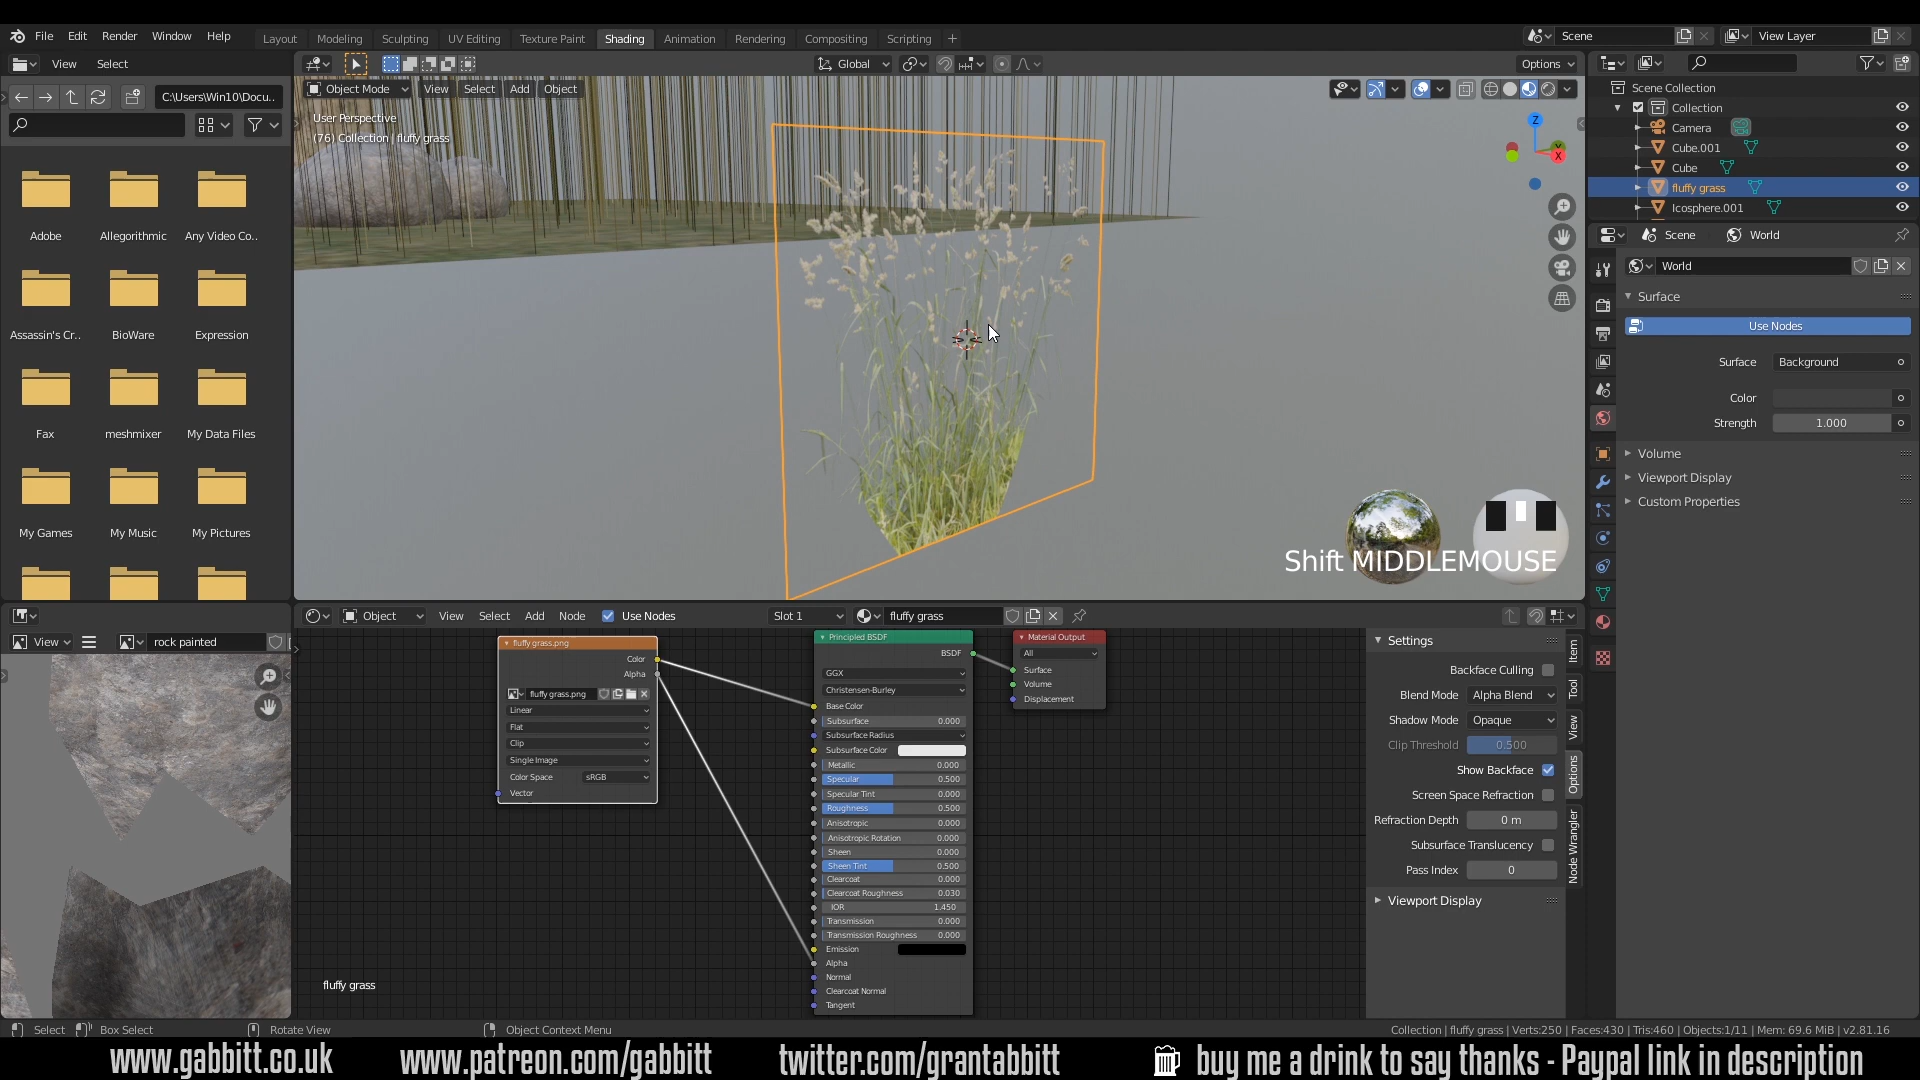 File Edit Render Window Help
Layout Modeling Sculpting UV Editing Texture Paint Shading Animation Rendering Compositing Scripting +
Scene
View Layer
View Select
C:\Users\Win10\Docu..
Global
Options
Object Mode View Select Add Object
User Perspective
(76) Collection | fluffy grass
Z
X
Shift MIDDLEMOUSE
Adobe
Allegorithmic
Any Video Co..
Assassin's Cr..
BioWare
Expression
Fax
meshmixer
My Data Files
My Games
My Music
My Pictures
Scene Collection
Collection
Camera
Cube.001
Cube
fluffy grass
Icosphere.001
Scene World
World
Surface
Use Nodes
Surface Background
Color
Strength 1.000
Volume
Viewport Display
Custom Properties
View rock painted
Object View Select Add Node Use Nodes Slot 1 fluffy grass
fluffy grass.png
Color
Alpha
fluffy grass.png
Linear
Flat
Clip
Single Image
Color Space sRGB
Vector
Principled BSDF
BSDF
GGX
Christensen-Burley
Base Color
Subsurface 0.000
Subsurface Radius
Subsurface Color
Metallic 0.000
Specular 0.500
Specular Tint 0.000
Roughness 0.500
Anisotropic 0.000
Anisotropic Rotation 0.000
Sheen 0.000
Sheen Tint 0.500
Clearcoat 0.000
Clearcoat Roughness 0.030
IOR 1.450
Transmission 0.000
Transmission Roughness 0.000
Emission
Alpha
Normal
Clearcoat Normal
Tangent
Material Output
All
Surface
Volume
Displacement
fluffy grass
Settings
Backface Culling
Blend Mode Alpha Blend
Shadow Mode Opaque
Clip Threshold 0.500
Show Backface
Screen Space Refraction
Refraction Depth 0 m
Subsurface Translucency
Pass Index 0
Viewport Display
Item
Tool
View
Options
Node Wrangler
Select Box Select Rotate View Object Context Menu
Collection | fluffy grass | Verts:250 | Faces:430 | Tris:460 | Objects:1/11 | Mem: 69.6 MiB | v2.81.16
www.gabbitt.co.uk www.patreon.com/gabbitt twitter.com/grantabbitt buy me a drink to say thanks - Paypal link in description